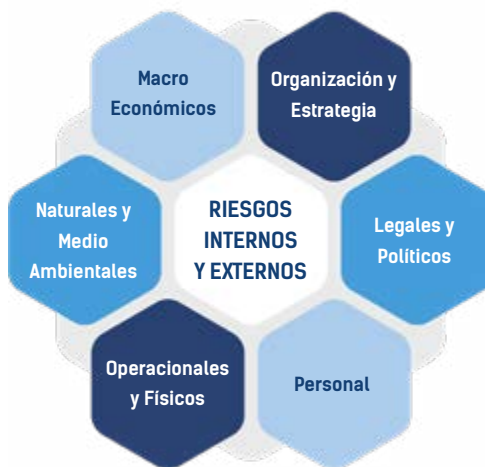 Macro
Económicos
Organización y
Estrategia
Naturales y
Medio
Ambientales
RIESGOS
INTERNOS
Y EXTERNOS
Legales y
Políticos
Operacionales
y Físicos
Personal